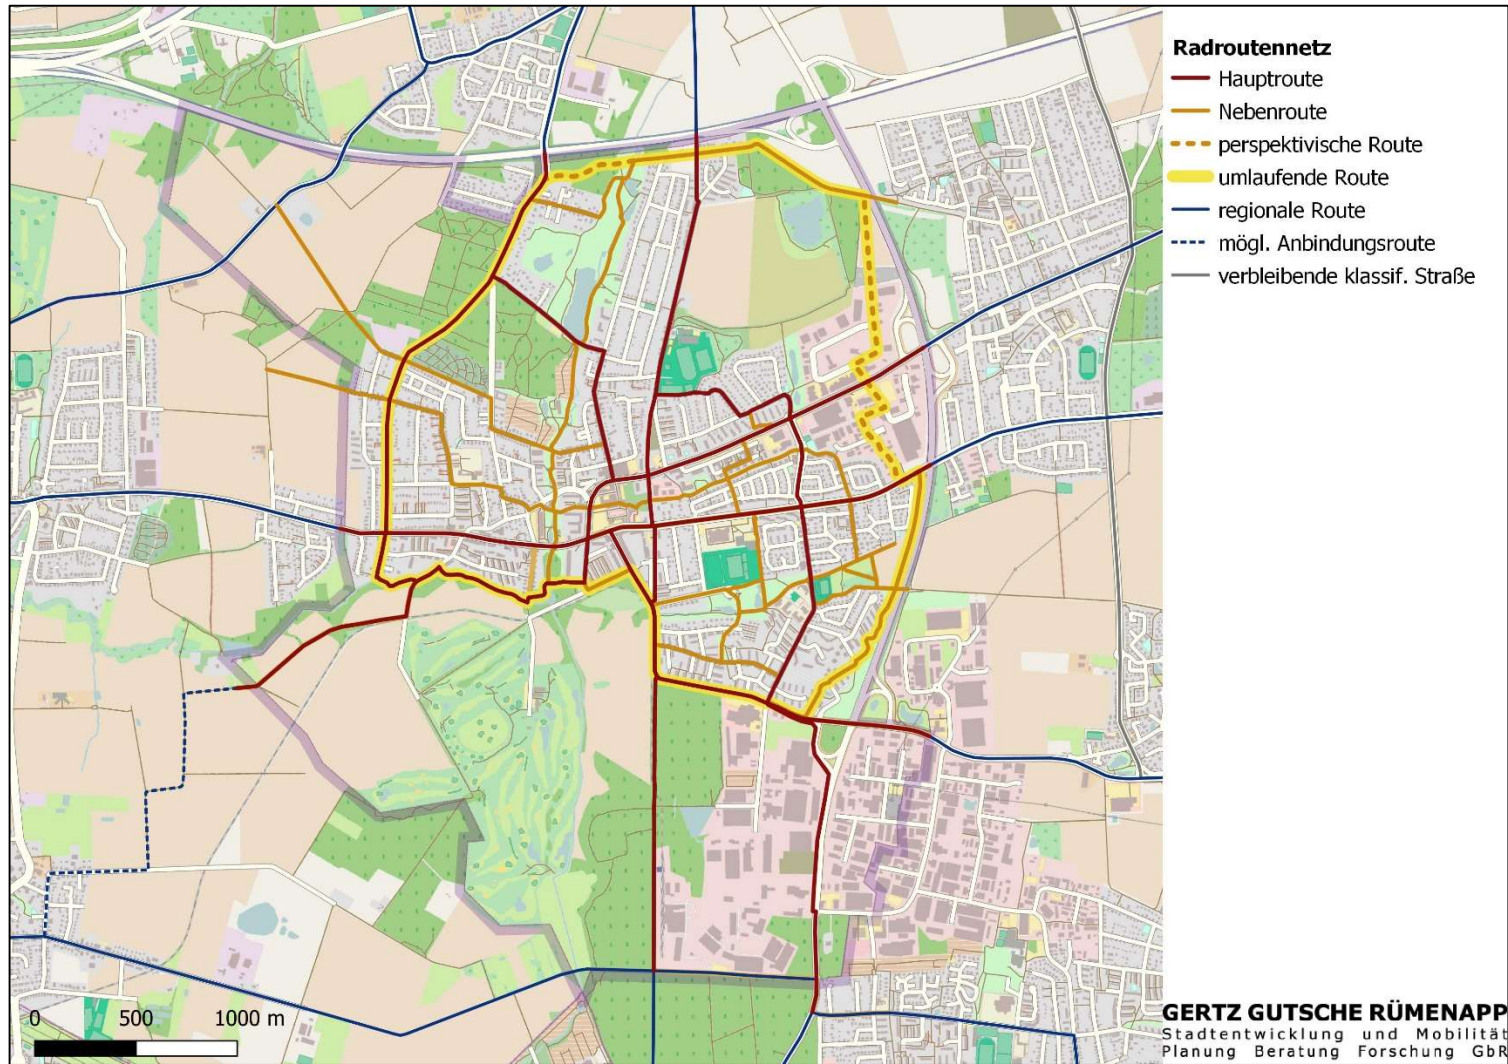 Radroutennetz
Hauptroute
Nebenroute
perspektivische Route
umlaufende Route
regionale Route
mögl. Anbindungsroute
verbleibende klassif. Straße
0 500 1000 m
GERTZ GUTSCHE RÜMENAPP
Stadtentwicklung und Mobilität
Planung Beratung Forschung GbR